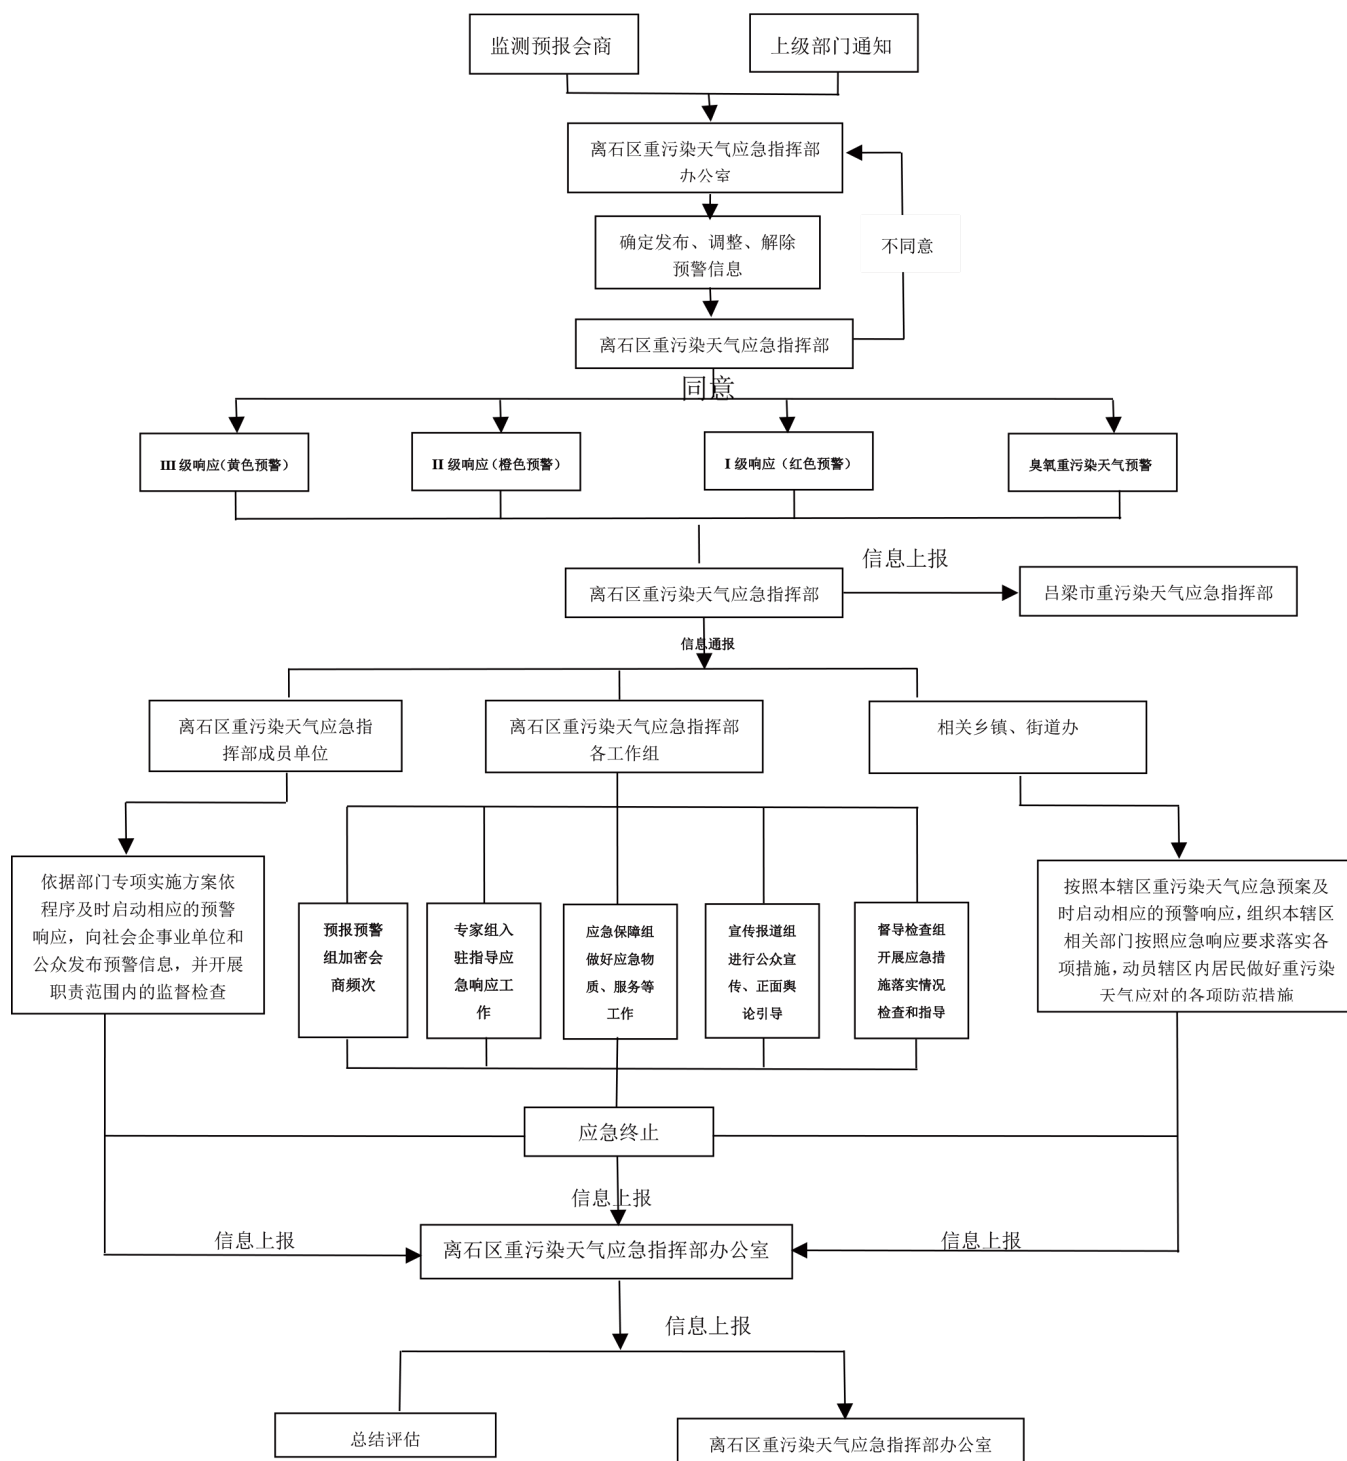 监测预报会商
上级部门通知
离石区重污染天气应急指挥部
办公室
确定发布、调整、解除
预警信息
不同意
离石区重污染天气应急指挥部
同意
III 级响应(黄色预警)
II 级响应(橙色预警)
I 级响应(红色预警)
臭氧重污染天气预警
信息上报
离石区重污染天气应急指挥部
吕梁市重污染天气应急指挥部
信息通报
离石区重污染天气应急指
挥部成员单位
离石区重污染天气应急指挥部
各工作组
相关乡镇、街道办
依据部门专项实施方案依
程序及时启动相应的预警
响应，向社会企事业单位和
公众发布预警信息，并开展
职责范围内的监督检查
预报预警
组加密会
商频次
专家组入
驻指导应
急响应工
作
应急保障组
做好应急物
质、服务等
工作
宣传报道组
进行公众宣
传、正面舆
论引导
督导检查组
开展应急措
施落实情况
检查和指导
按照本辖区重污染天气应急预案及
时启动相应的预警响应，组织本辖区
相关部门按照应急响应要求落实各
项措施，动员辖区内居民做好重污染
天气应对的各项防范措施
应急终止
信息上报
信息上报
信息上报
离石区重污染天气应急指挥部办公室
信息上报
总结评估
离石区重污染天气应急指挥部办公室